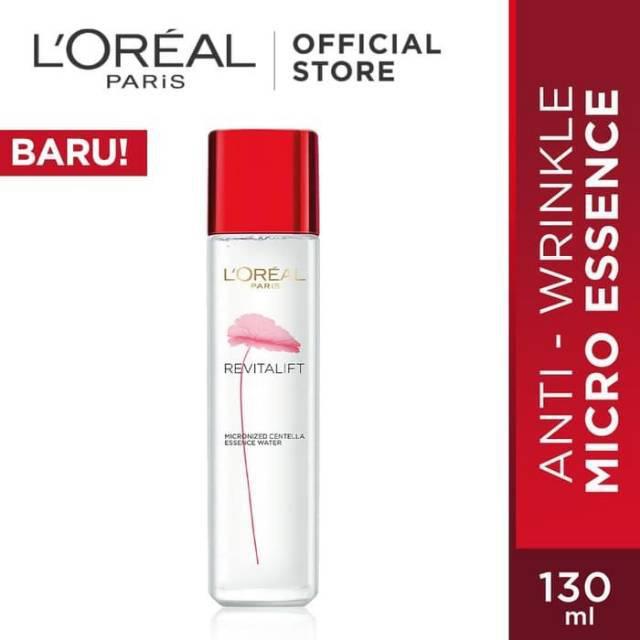 L'ORÉAL
PARIS
OFFICIAL
STORE
BARU!
L'ORÉAL
PARIS
REVITALIFT
MICRONIZED CENTELLA
ESSENCE WATER
ANTI - WRINKLE
MICRO ESSENCE
130
ml